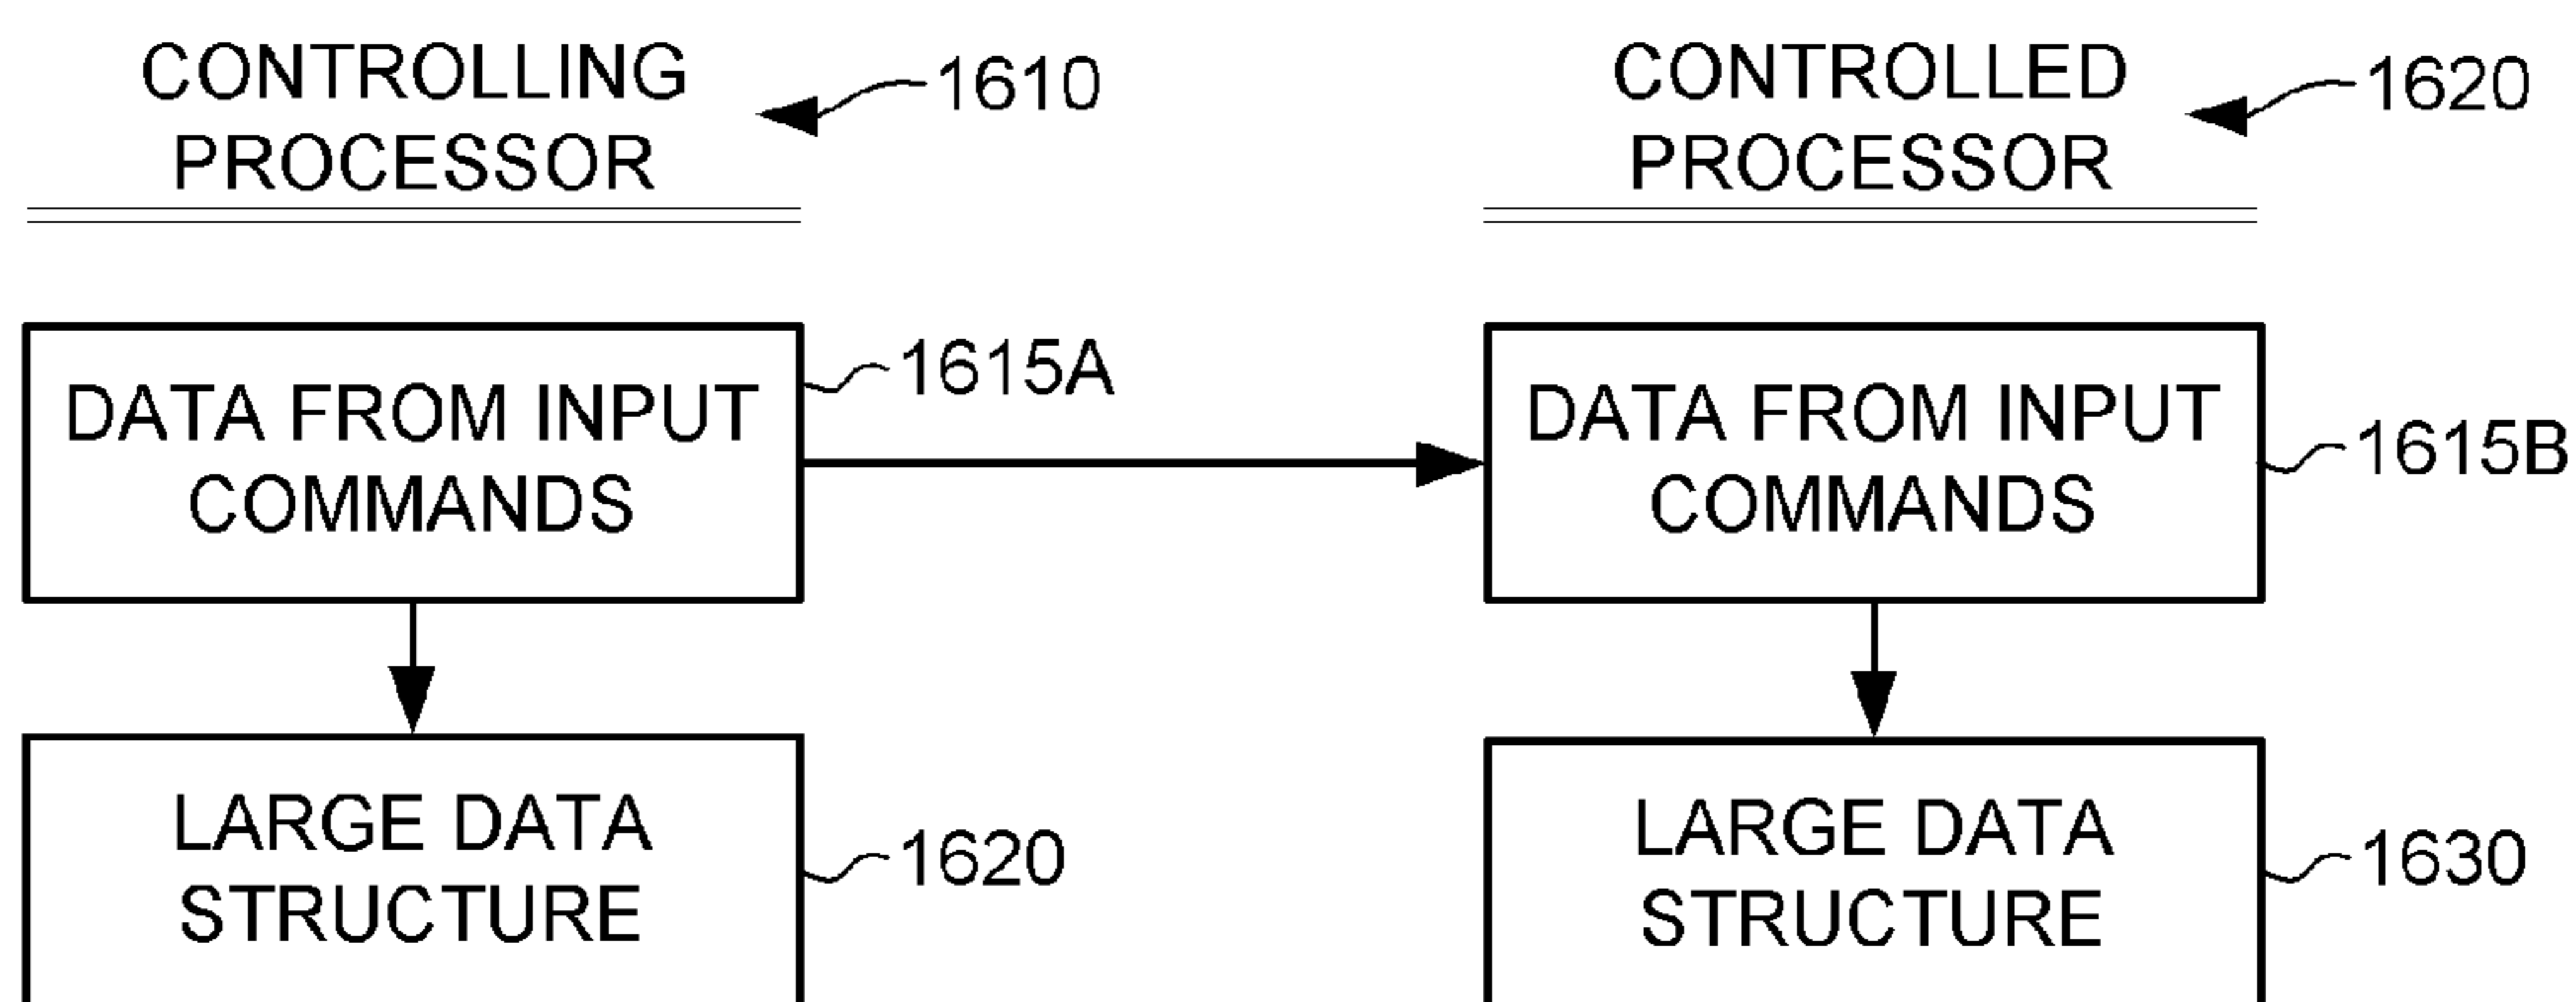 CONTROLLING
PROCESSOR
1610
CONTROLLED
PROCESSOR
1620
DATA FROM INPUT
COMMANDS
1615A
DATA FROM INPUT
COMMANDS
1615B
LARGE DATA
STRUCTURE
1620
LARGE DATA
STRUCTURE
1630